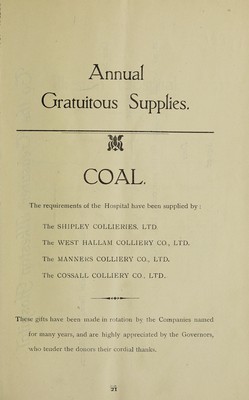 Annual
Gratuitous Supplies.
COAL.
The requirements of the Hospital have been supplied by :
The SHIPLEY COLLIERIES, LTD.
The WEST HALLAM COLLIERY CO., LTD.
The MANNERS COLLIERY CO., LTD.
The COSSALL COLLIERY CO., LTD.
These gifts have been made in rotation by the Companies named
for many years, and are highly appreciated by the Governors,
who tender the donors their cordial thanks.
21